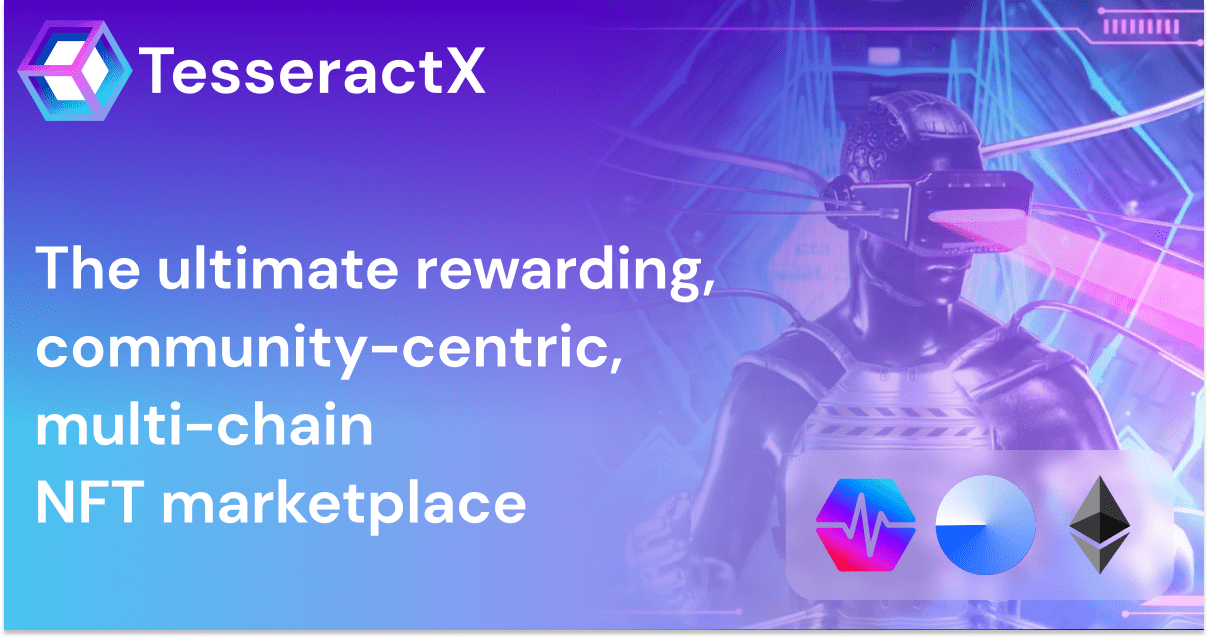 TesseractX
The ultimate rewarding,
community-centric,
multi-chain
NFT marketplace